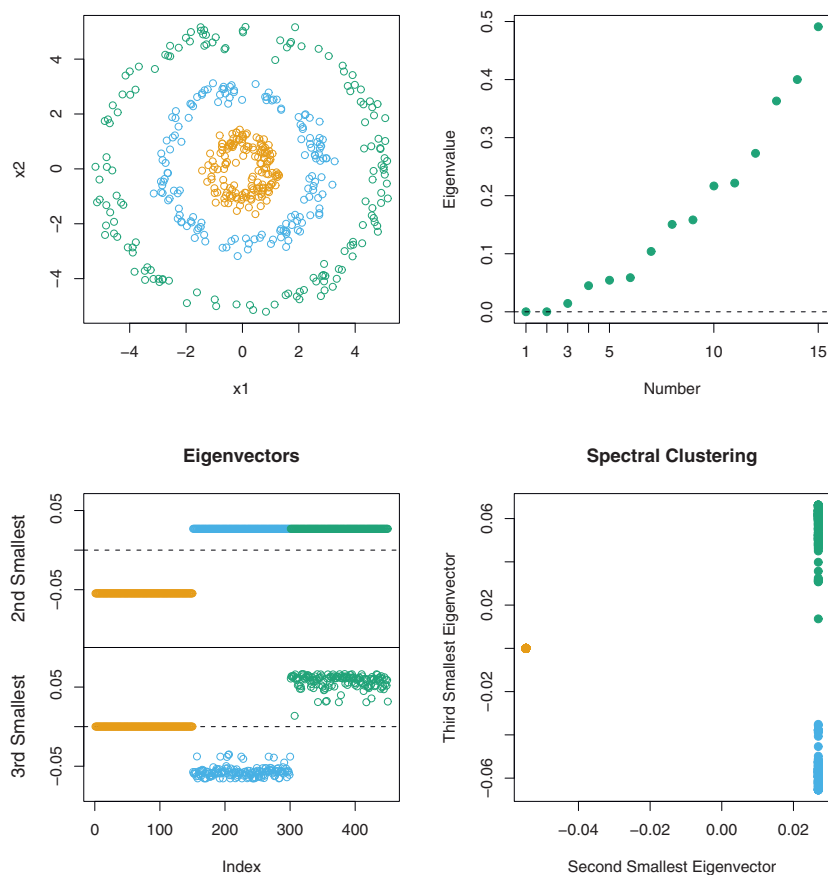 x2
4
2
0
−2
−4
−4 −2 0 2 4
x1
Eigenvalue
0.5
0.4
0.3
0.2
0.1
0.0
1 3 5 10 15
Number
Eigenvectors
2nd Smallest
0.05
−0.05
3rd Smallest
0.05
−0.05
0 100 200 300 400
Index
Spectral Clustering
Third Smallest Eigenvector
0.06
0.02
−0.02
−0.06
−0.04 −0.02 0.00 0.02
Second Smallest Eigenvector